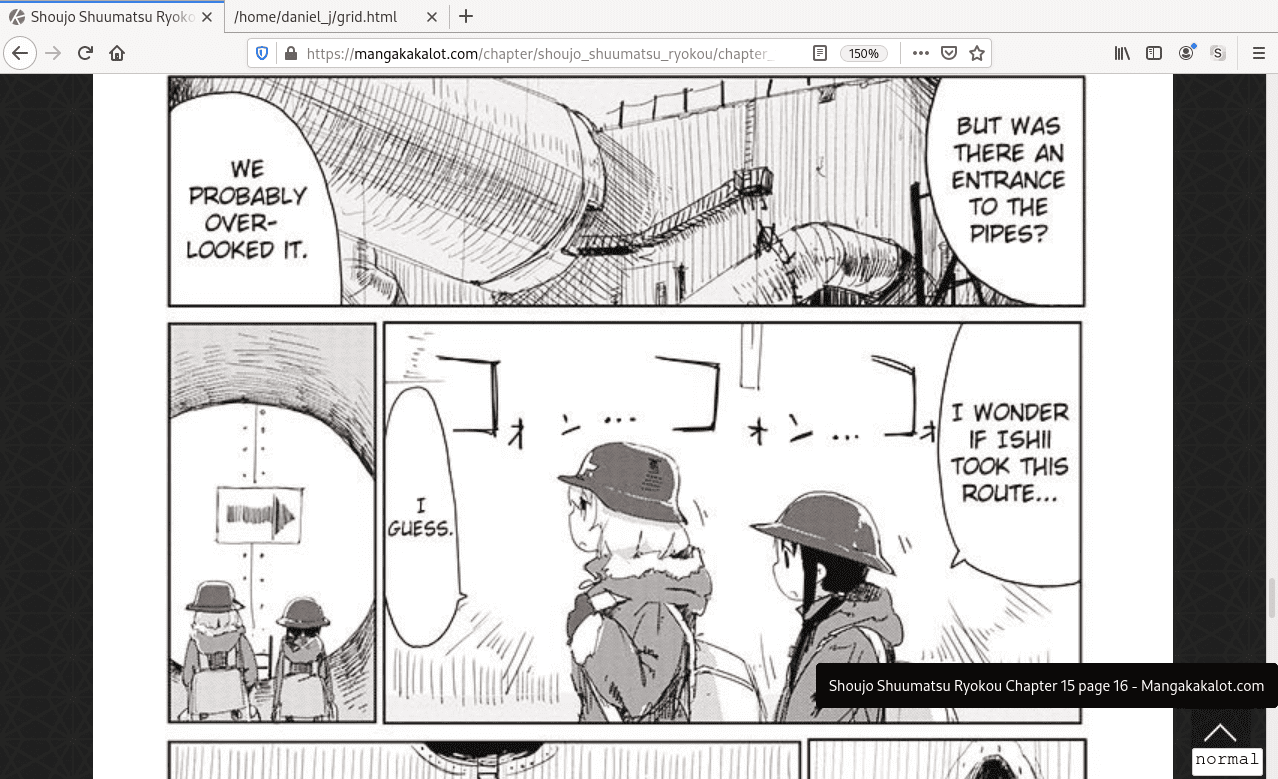 Shoujo Shuumatsu Ryoko
/home/daniel_j/grid.html
https://mangakakalot.com/chapter/shoujo_shuumatsu_ryokou/chapter_
150%
S
BUT WAS
THERE AN
ENTRANCE
TO THE
PIPES?
WE
PROBABLY
OVER-
LOOKED IT.
I WONDER
IF ISHII
TOOK THIS
ROUTE...
コォン...
コォン...
コォ
I
GUESS.
Shoujo Shuumatsu Ryokou Chapter 15 page 16 - Mangakakalot.com
normal